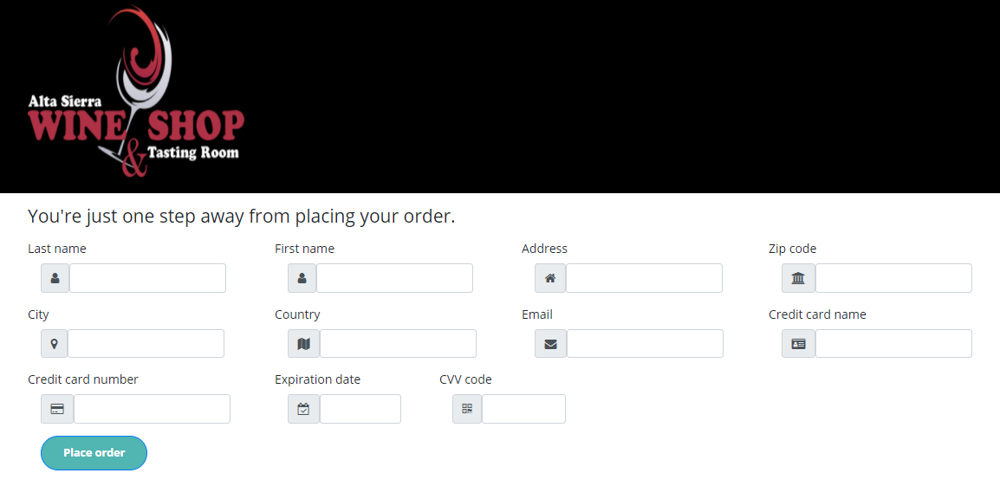 Alta Sierra
WINE SHOP
& Tasting Room
You're just one step away from placing your order.
Last name First name Address Zip code
City Country Email Credit card name
Credit card number Expiration date CVV code
Place order